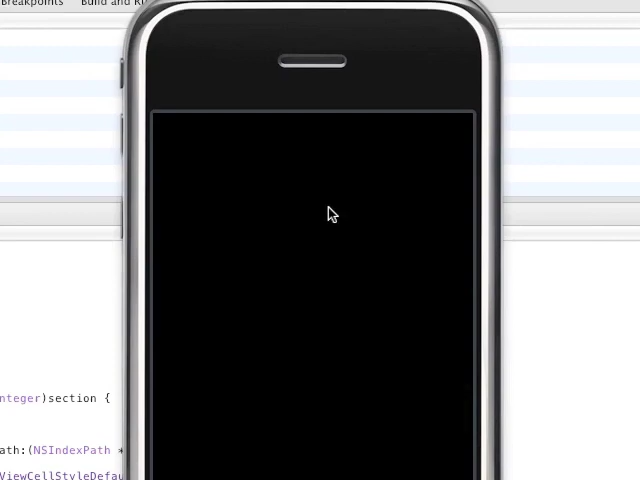 Breakpoints Build and R
nteger)section {
ath:(NSIndexPath *
ViewCellStyleDefau